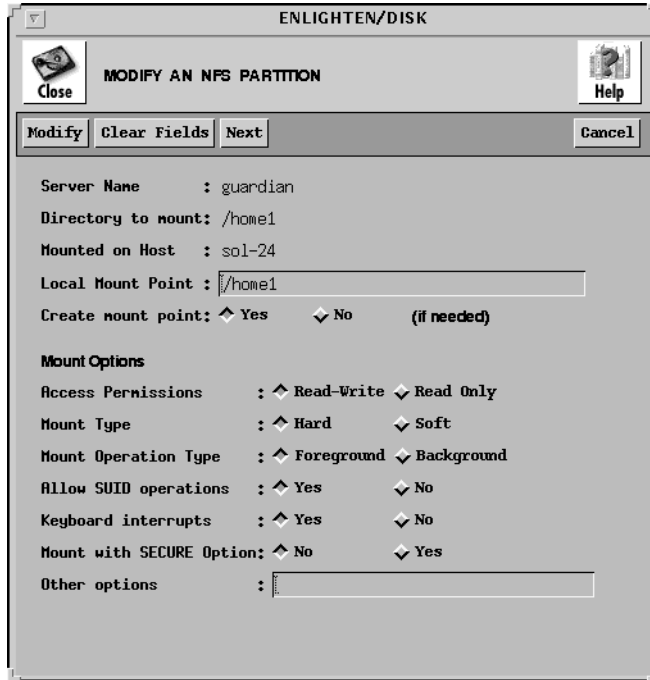 ENLIGHTEN/DISK
Close
MODIFY AN NFS PARTITION
Help
Modify Clear Fields Next Cancel
Server Name : guardian
Directory to mount: /home1
Mounted on Host : sol-24
Local Mount Point : /home1
Create mount point: Yes No (if needed)
Mount Options
Access Permissions : Read-Write Read Only
Mount Type : Hard Soft
Mount Operation Type : Foreground Background
Allow SUID operations : Yes No
Keyboard interrupts : Yes No
Mount with SECURE Option: No Yes
Other options :